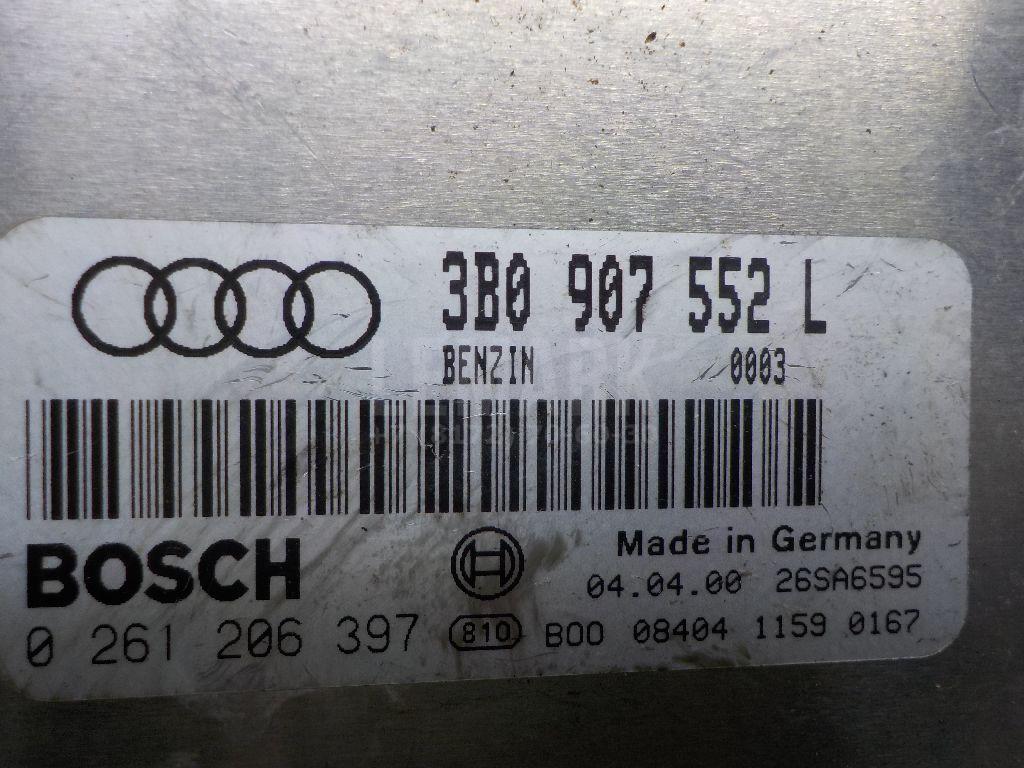 3B0 907 552 L
BENZIN 0003
BOSCH
Made in Germany
04.04.00 26SA6595
0 261 206 397 810 B00 08404 1159 0167